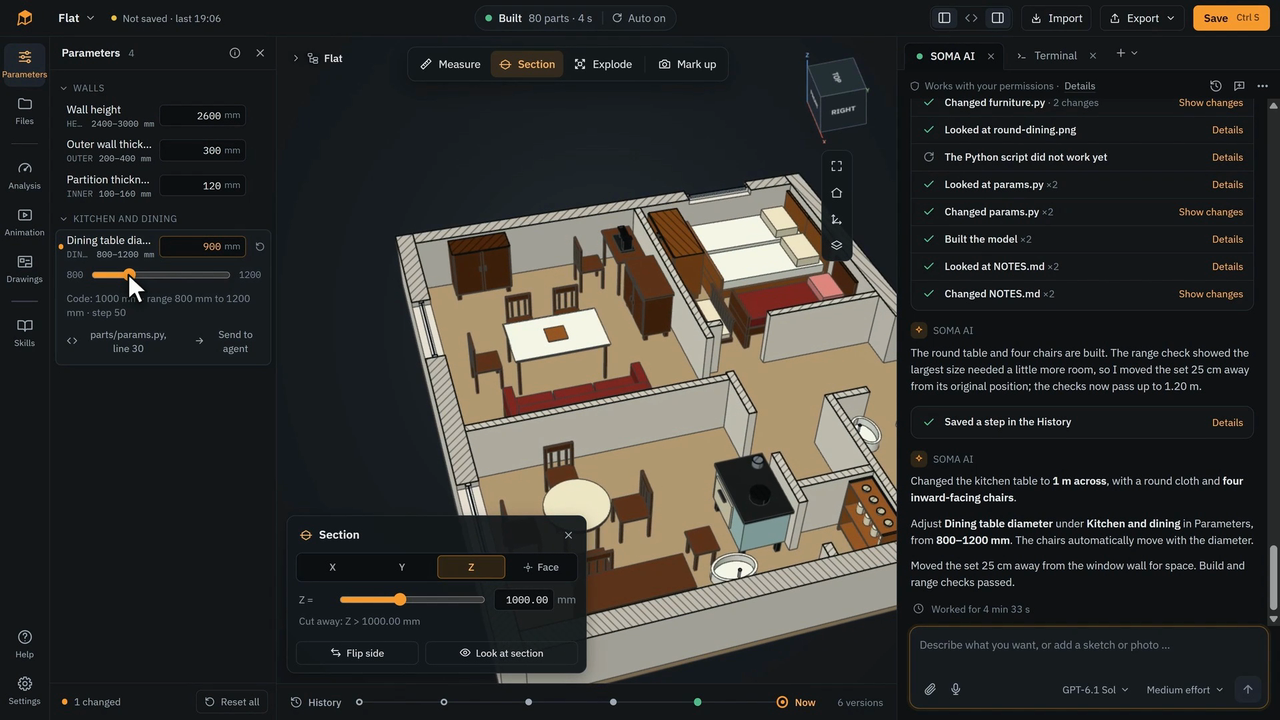 Flat
Not saved · last 19:06
Built 80 parts · 4 s
Auto on
Import
Export
Save Ctrl S
Parameters
Files
Analysis
Animation
Drawings
Skills
Help
Settings
Parameters 4
WALLS
Wall height
HE… 2400–3000 mm
2600 mm
Outer wall thick…
OUTER 200–400 mm
300 mm
Partition thickn…
INNER 100–160 mm
120 mm
KITCHEN AND DINING
Dining table dia…
DIN… 800–1200 mm
900 mm
800
1200
Code: 1000 range 800 mm to 1200
mm · step 50
parts/params.py,
line 30
Send to
agent
1 changed
Reset all
Flat
Measure
Section
Explode
Mark up
Z
TOP
RIGHT
X
Section
X
Y
Z
Face
Z =
1000.00 mm
Cut away: Z > 1000.00 mm
Flip side
Look at section
History
Now
6 versions
SOMA AI
Terminal
Works with your permissions · Details
Changed furniture.py · 2 changes
Show changes
Looked at round-dining.png
Details
The Python script did not work yet
Details
Looked at params.py ×2
Details
Changed params.py ×2
Show changes
Built the model ×2
Details
Looked at NOTES.md ×2
Details
Changed NOTES.md ×2
Show changes
SOMA AI
The round table and four chairs are built. The range check showed the
largest size needed a little more room, so I moved the set 25 cm away
from its original position; the checks now pass up to 1.20 m.
Saved a step in the History
Details
SOMA AI
Changed the kitchen table to 1 m across, with a round cloth and four
inward-facing chairs.
Adjust Dining table diameter under Kitchen and dining in Parameters,
from 800–1200 mm. The chairs automatically move with the diameter.
Moved the set 25 cm away from the window wall for space. Build and
range checks passed.
Worked for 4 min 33 s
Describe what you want, or add a sketch or photo …
GPT-6.1 Sol
Medium effort